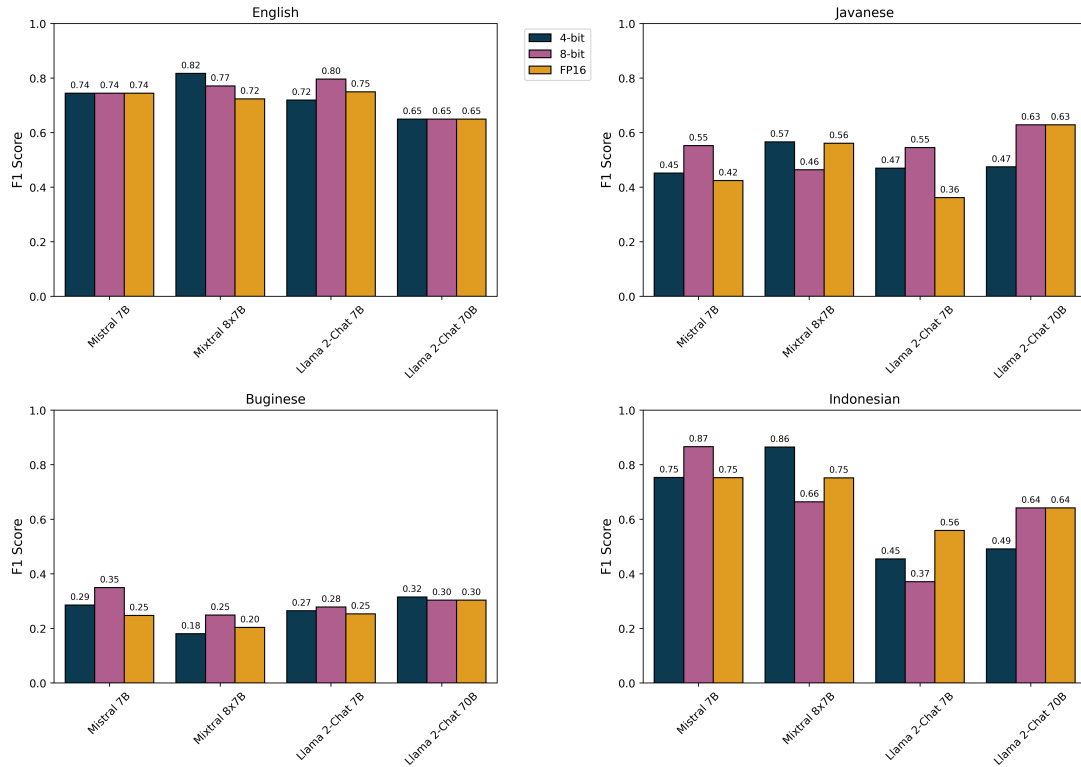 English
F1 Score
1.0
0.8
0.6
0.4
0.2
0.0
0.74 0.74 0.74 0.82 0.77 0.72 0.72 0.80 0.75 0.65 0.65 0.65
Mistral 7B
Mixtral 8x7B
Llama 2-Chat 7B
Llama 2-Chat 70B
4-bit
8-bit
FP16
Javanese
F1 Score
1.0
0.8
0.6
0.4
0.2
0.0
0.45 0.55 0.42 0.57 0.46 0.56 0.47 0.55 0.36 0.47 0.63 0.63
Mistral 7B
Mixtral 8x7B
Llama 2-Chat 7B
Llama 2-Chat 70B
Buginese
F1 Score
1.0
0.8
0.6
0.4
0.2
0.0
0.29 0.35 0.25 0.18 0.25 0.20 0.27 0.28 0.25 0.32 0.30 0.30
Mistral 7B
Mixtral 8x7B
Llama 2-Chat 7B
Llama 2-Chat 70B
Indonesian
F1 Score
1.0
0.8
0.6
0.4
0.2
0.0
0.75 0.87 0.75 0.86 0.66 0.75 0.45 0.37 0.56 0.49 0.64 0.64
Mistral 7B
Mixtral 8x7B
Llama 2-Chat 7B
Llama 2-Chat 70B